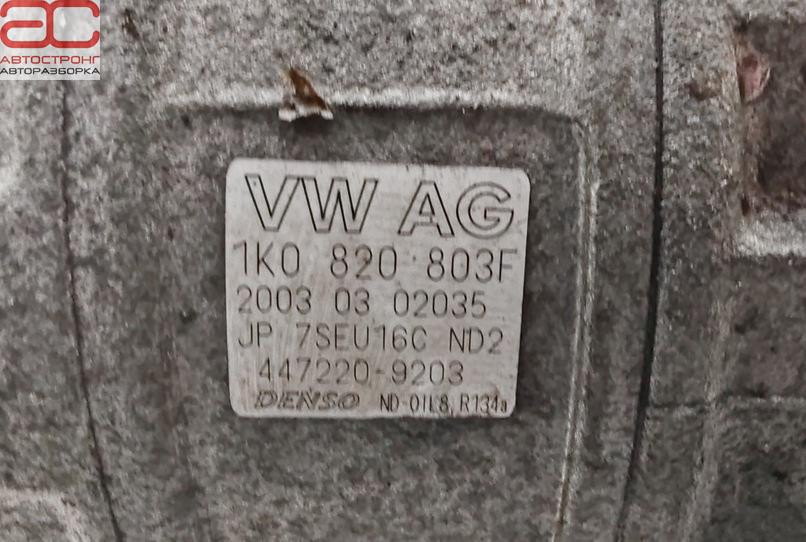 ac
АВТОСТРОНГ
АВТОРАЗБОРКА
VW AG
1K0 820 803F
2003 03 02035
JP 7SEU16C ND2
447220-9203
DENSO ND-OIL8, R134a